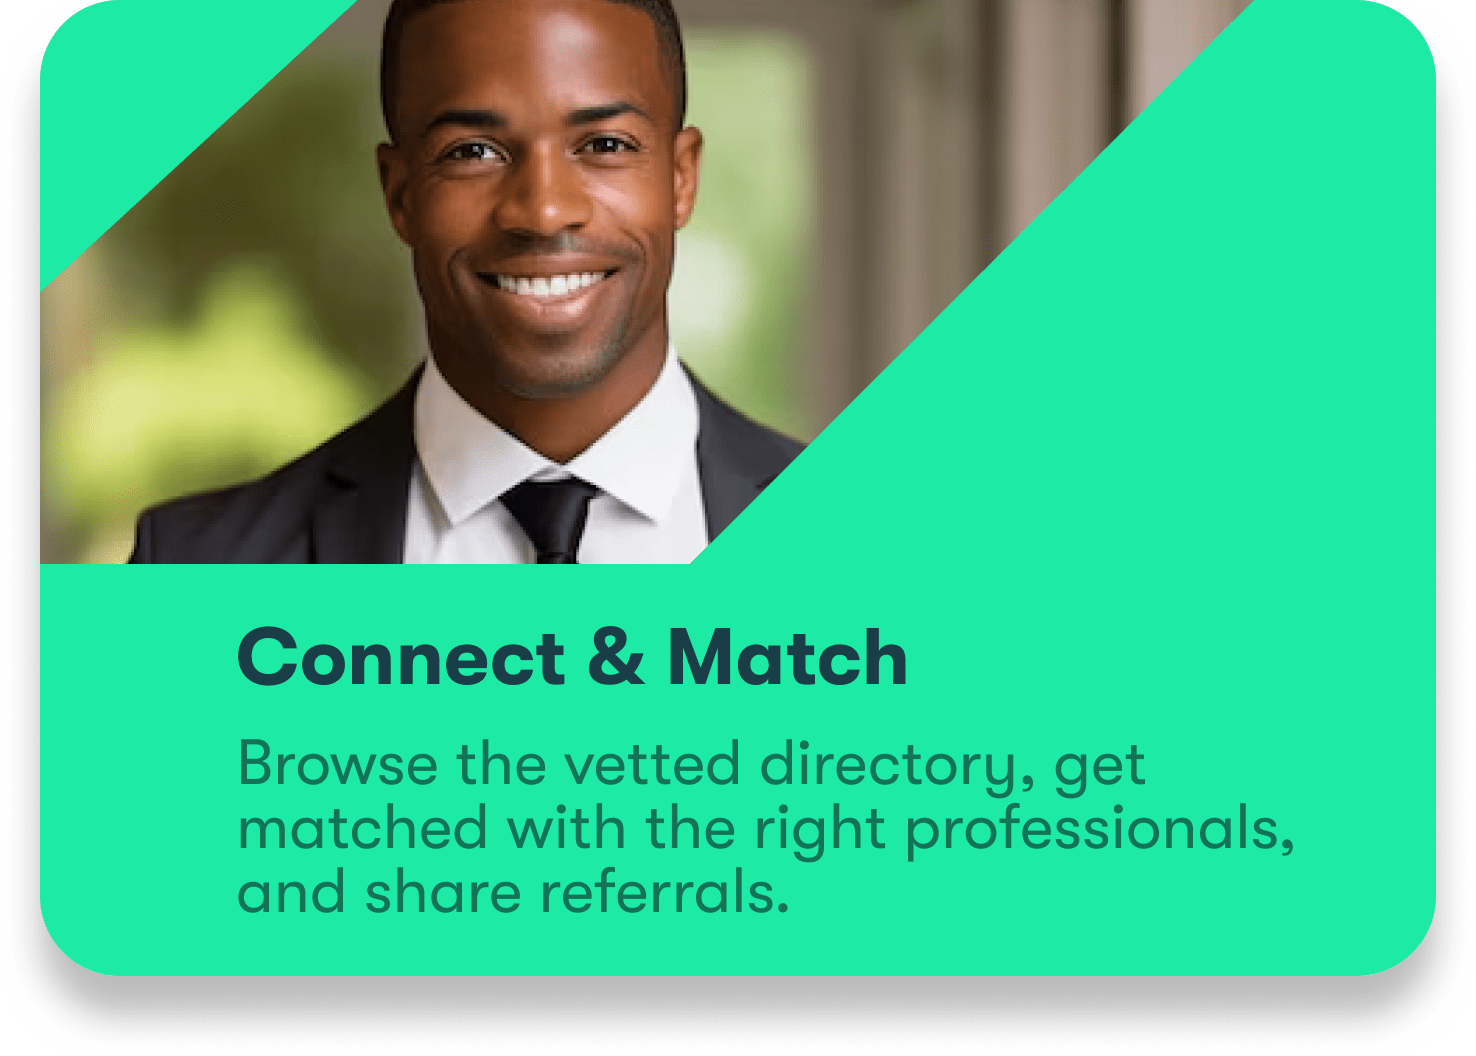 Connect & Match
Browse the vetted directory, get
matched with the right professionals,
and share referrals.